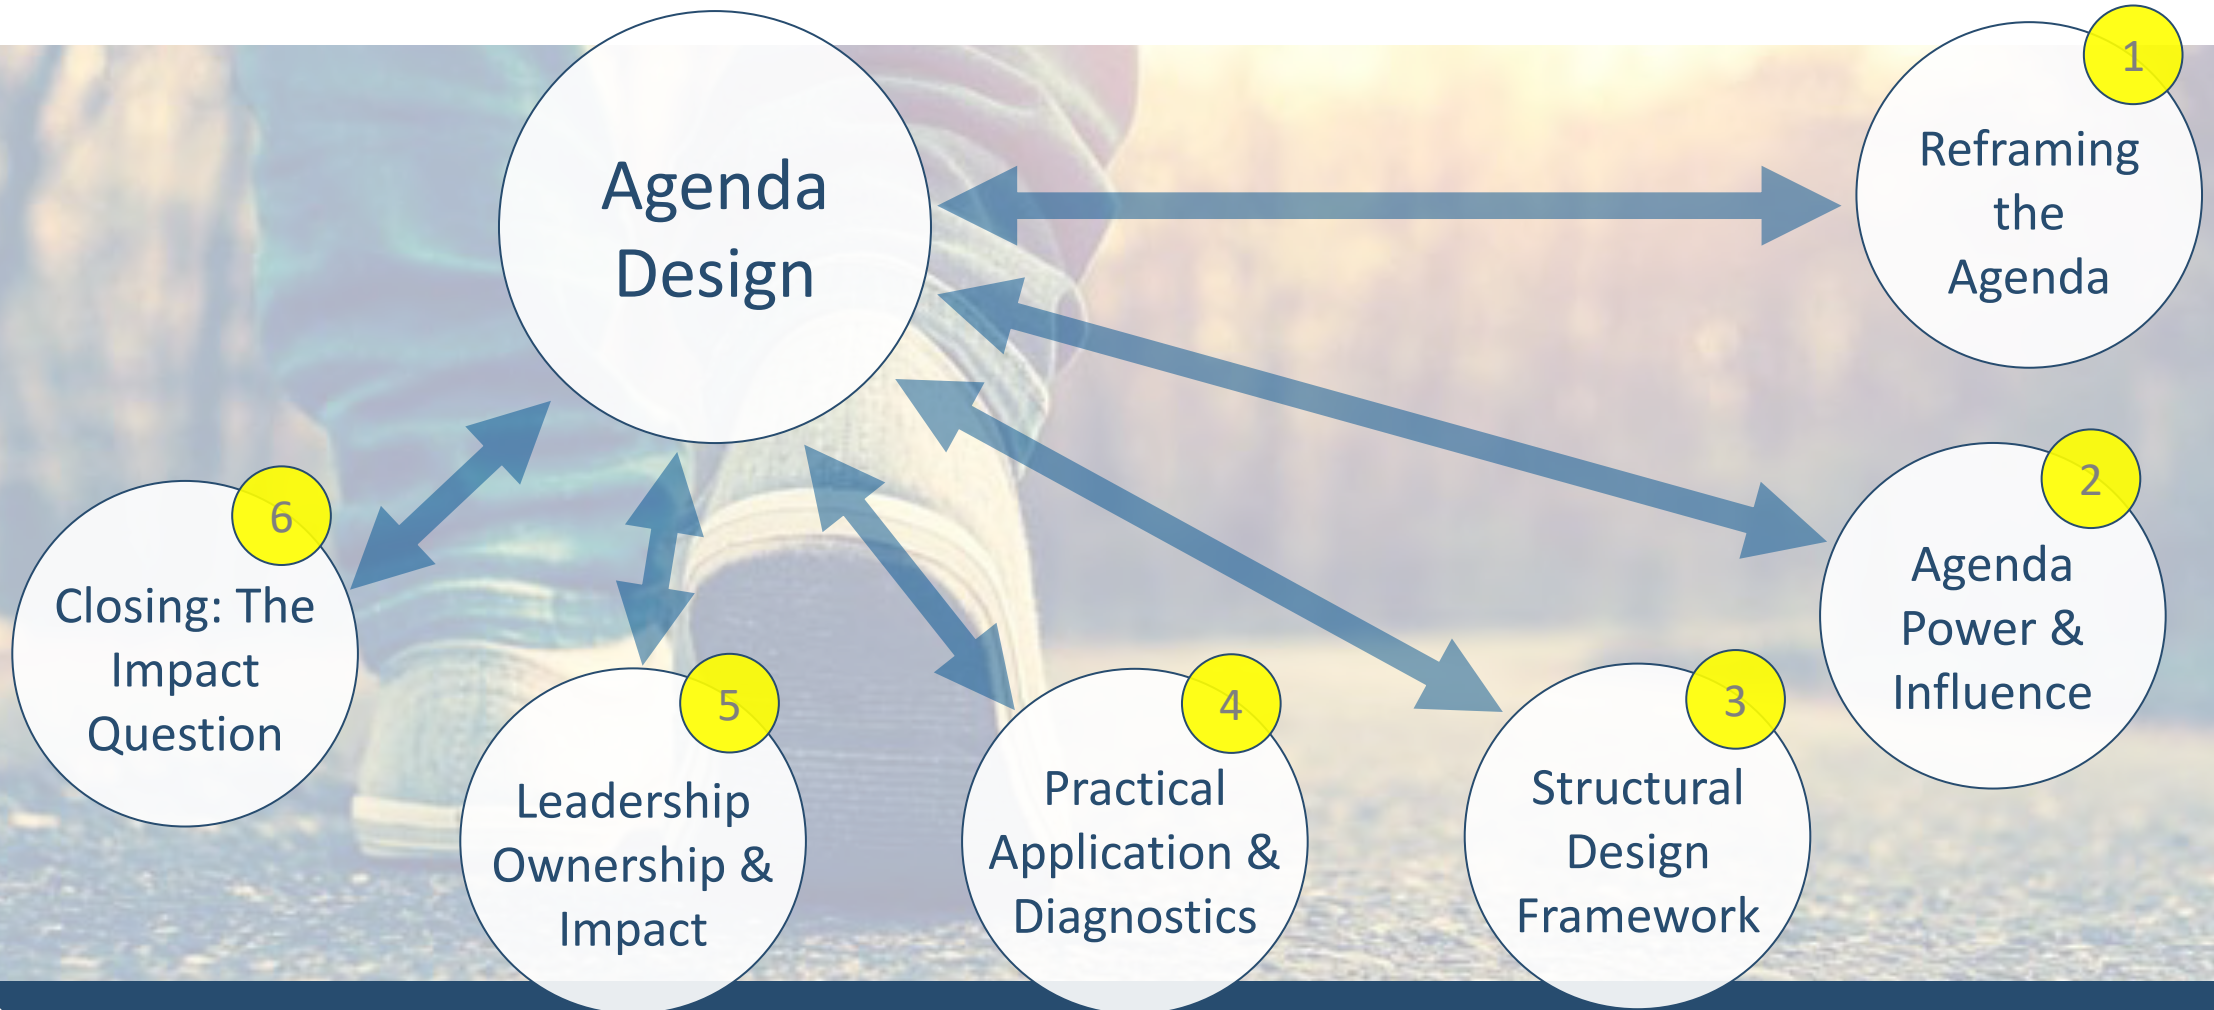 Agenda
Design
1
Reframing
the
Agenda
2
Agenda
Power &
Influence
3
Structural
Design
Framework
4
Practical
Application &
Diagnostics
5
Leadership
Ownership &
Impact
6
Closing: The
Impact
Question